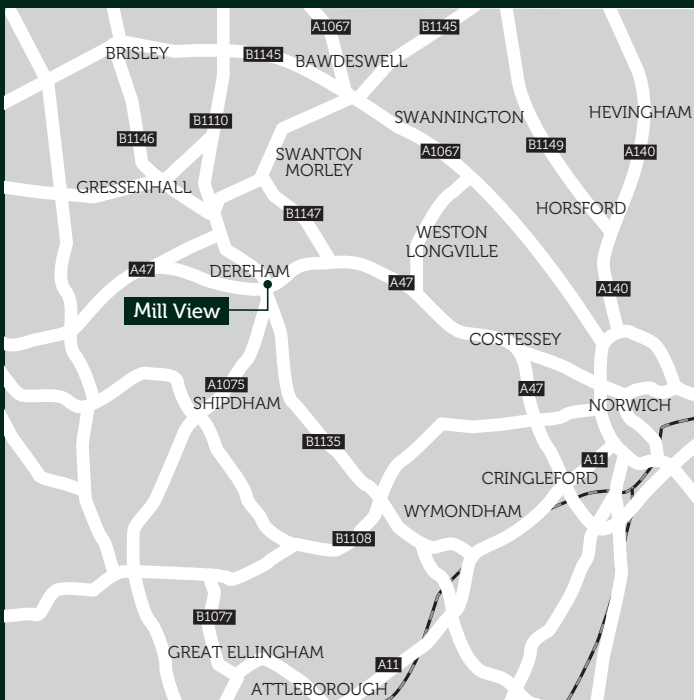 A1067
B1145
BRISLEY
B1145
BAWDESWELL
HEVINGHAM
SWANNINGTON
B1110
B1146
B1149
A1067
A140
SWANTON
MORLEY
GRESSENHALL
B1147
HORSFORD
WESTON
LONGVILLE
A47
DEREHAM
A47
A140
Mill View
COSTESSEY
A1075
A47
SHIPDHAM
NORWICH
B1135
A11
CRINGLEFORD
WYMONDHAM
B1108
B1077
GREAT ELLINGHAM
A11
ATTLEBOROUGH